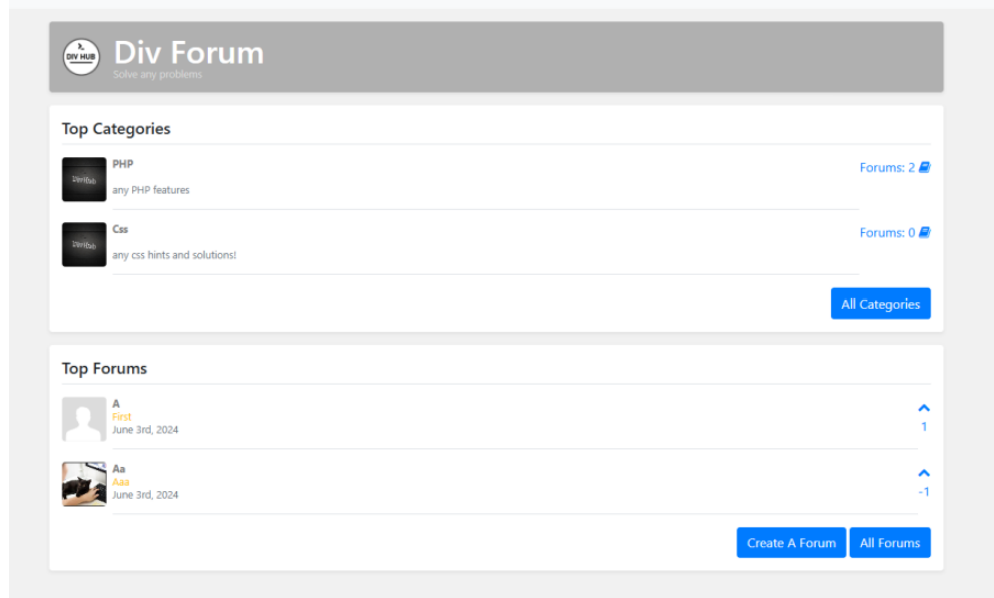 λ
DIV HUB
Div Forum
Solve any problems
Top Categories
PHP
Forums: 2
any PHP features
Css
Forums: 0
any css hints and solutions!
All Categories
Top Forums
A
First
June 3rd, 2024
1
Aa
Aaa
June 3rd, 2024
-1
Create A Forum
All Forums